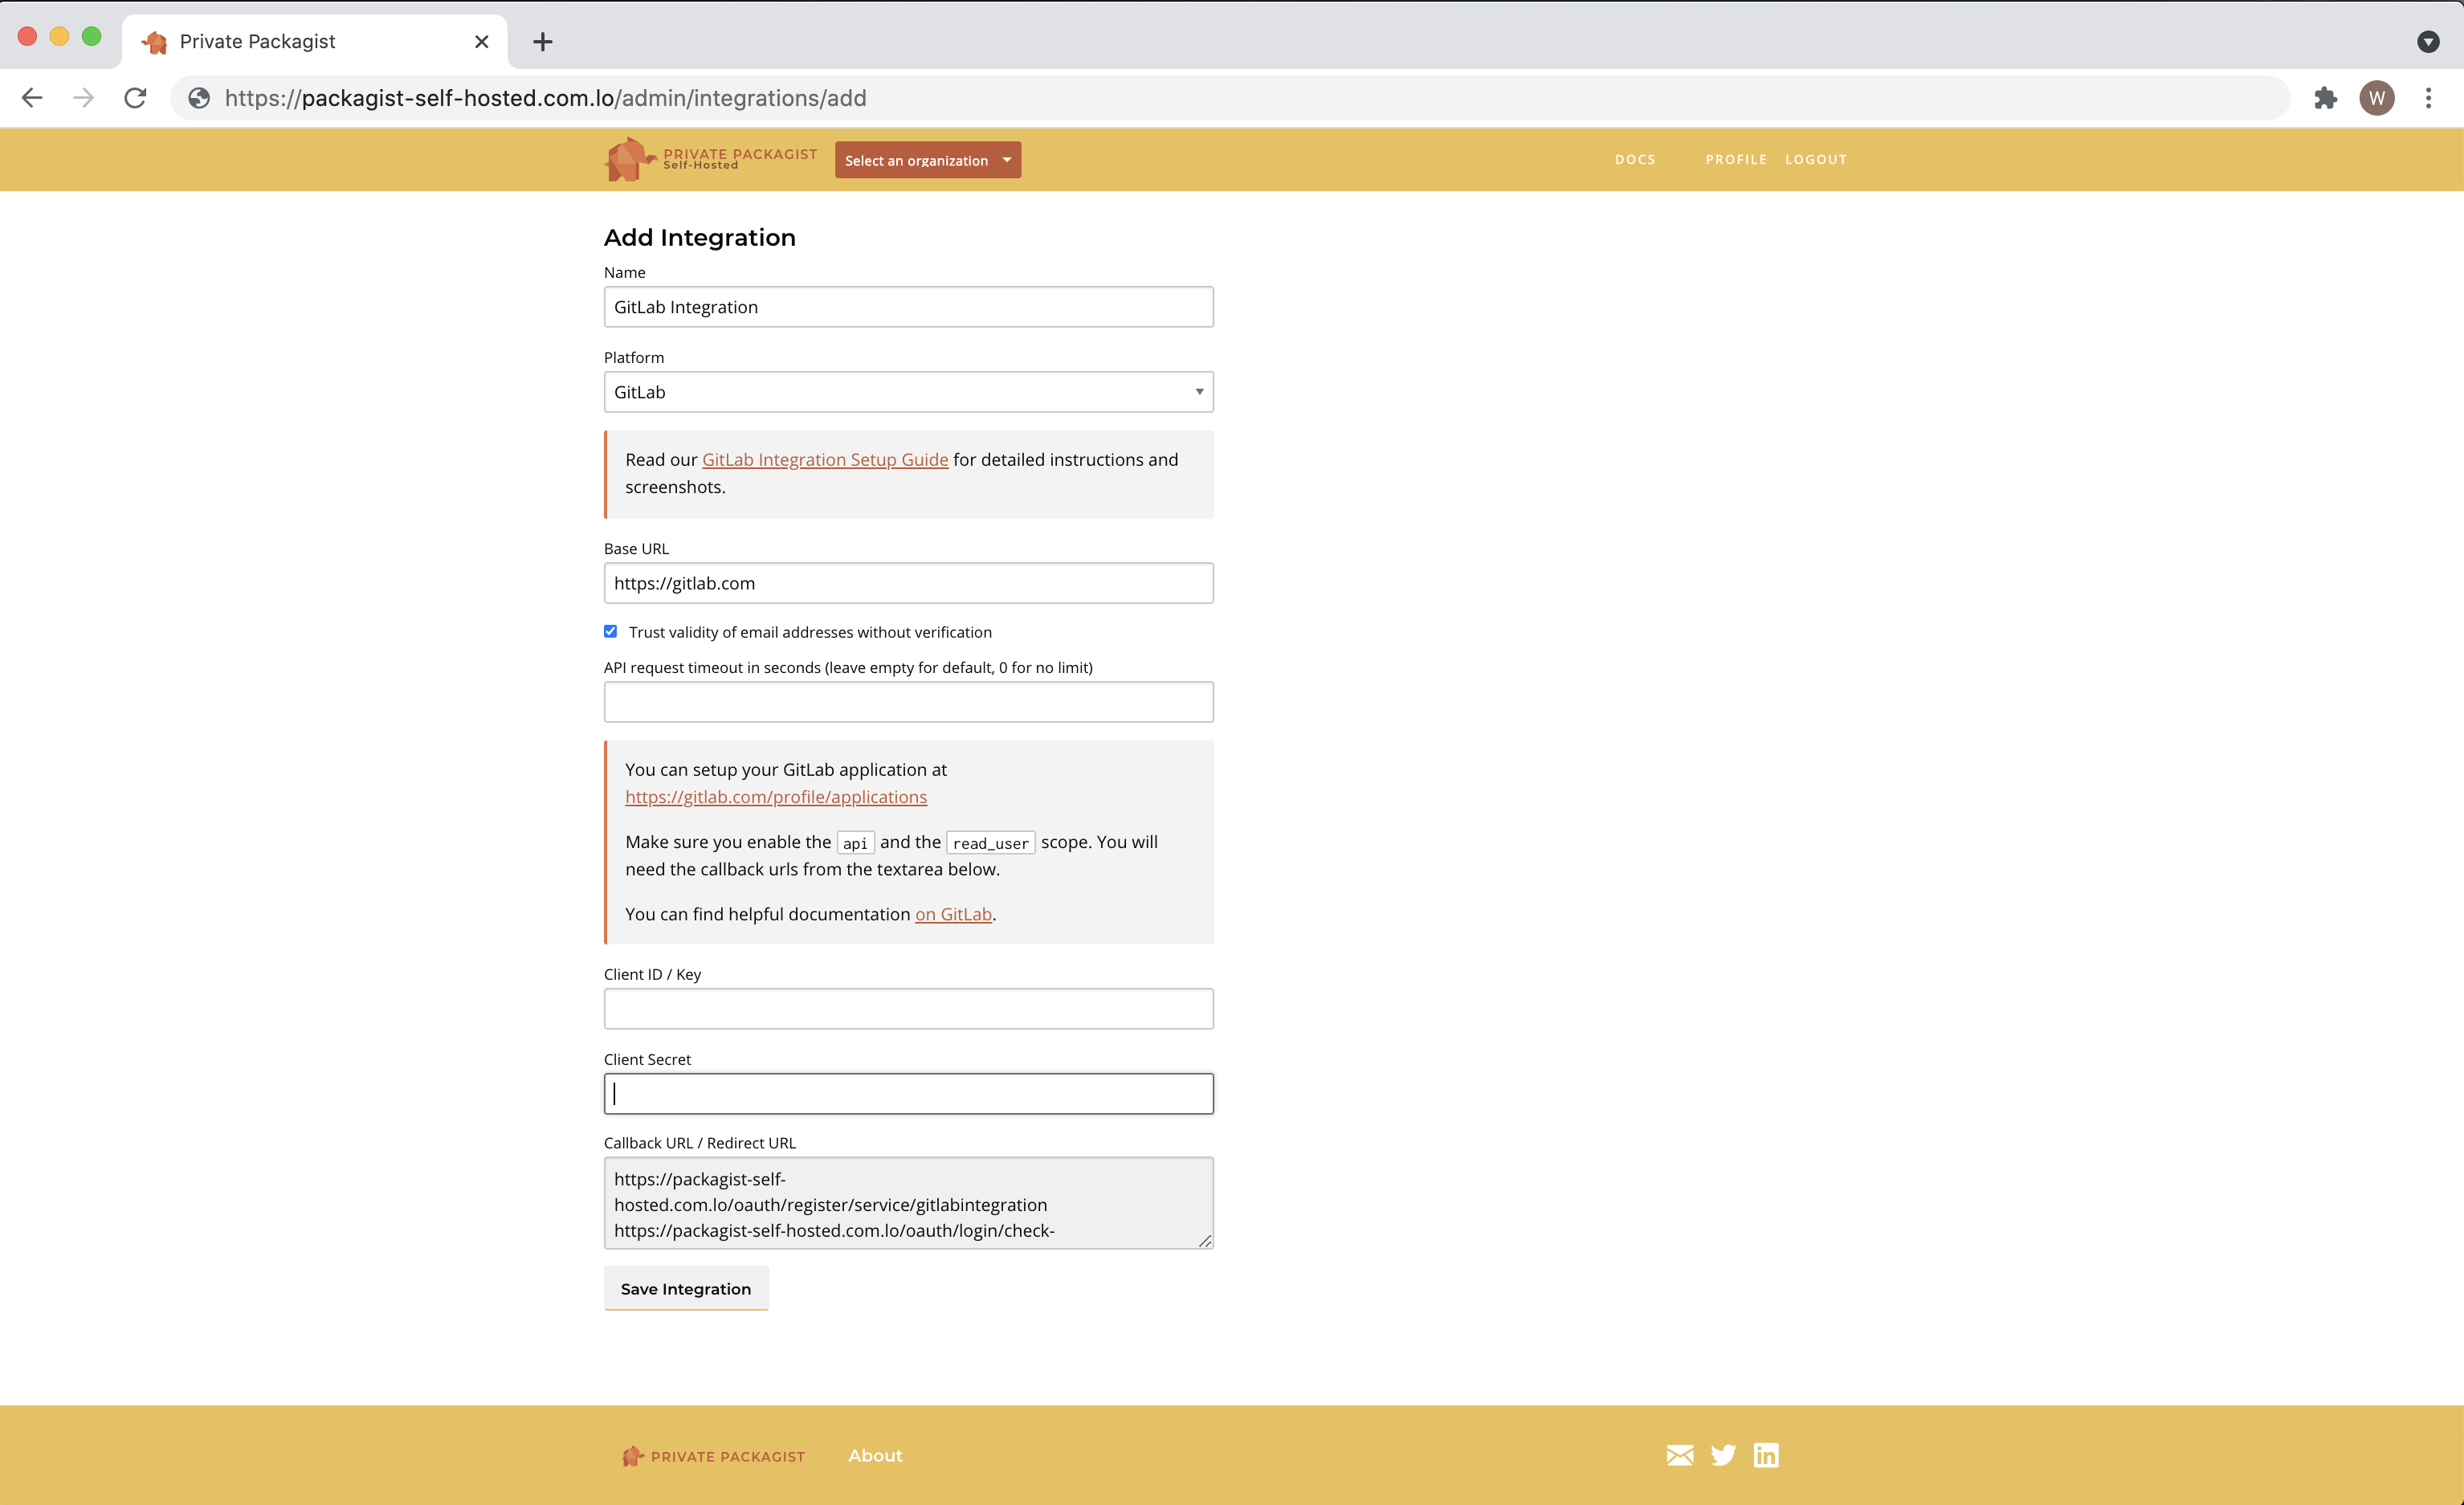 Private Packagist
https://packagist-self-hosted.com.lo/admin/integrations/add
W
PRIVATE PACKAGIST
Self-Hosted
Select an organization
DOCS
PROFILE
LOGOUT
Add Integration
Name
GitLab Integration
Platform
GitLab
Read our GitLab Integration Setup Guide for detailed instructions and
screenshots.
Base URL
https://gitlab.com
Trust validity of email addresses without verification
API request timeout in seconds (leave empty for default, 0 for no limit)
You can setup your GitLab application at
https://gitlab.com/profile/applications
Make sure you enable the api and the read_user scope. You will
need the callback urls from the textarea below.
You can find helpful documentation on GitLab.
Client ID / Key
Client Secret
Callback URL / Redirect URL
https://packagist-self-
hosted.com.lo/oauth/register/service/gitlabintegration
https://packagist-self-hosted.com.lo/oauth/login/check-
Save Integration
PRIVATE PACKAGIST
About
in